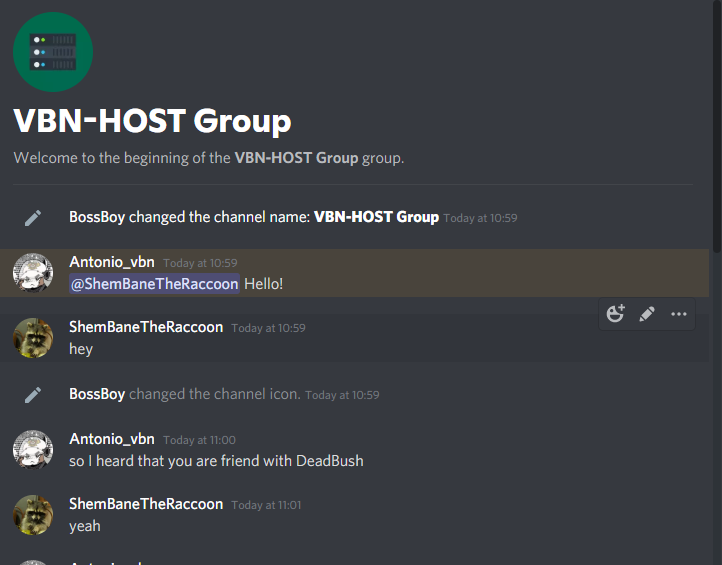 VBN-HOST Group
Welcome to the beginning of the VBN-HOST Group group.
BossBoy changed the channel name: VBN-HOST Group Today at 10:59
Antonio_vbn Today at 10:59
@ShemBaneTheRaccoon Hello!
ShemBaneTheRaccoon Today at 10:59
hey
BossBoy changed the channel icon. Today at 10:59
Antonio_vbn Today at 11:00
so I heard that you are friend with DeadBush
ShemBaneTheRaccoon Today at 11:01
yeah